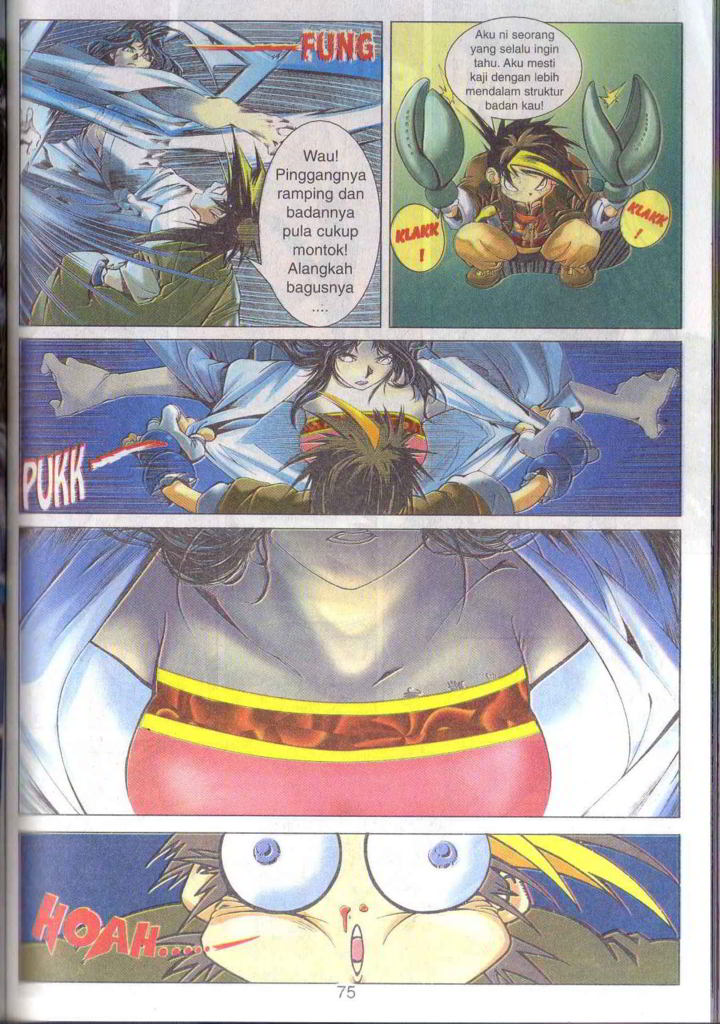 FUNG
Wau!
Pinggangnya
ramping dan
badannya
pula cukup
montok!
Alangkah
bagusnya
....
Aku ni seorang
yang selalu ingin
tahu. Aku mesti
kaji dengan lebih
mendalam struktur
badan kau!
KLAKK
!
KLAKK
!
PUKK
HOAH......
75